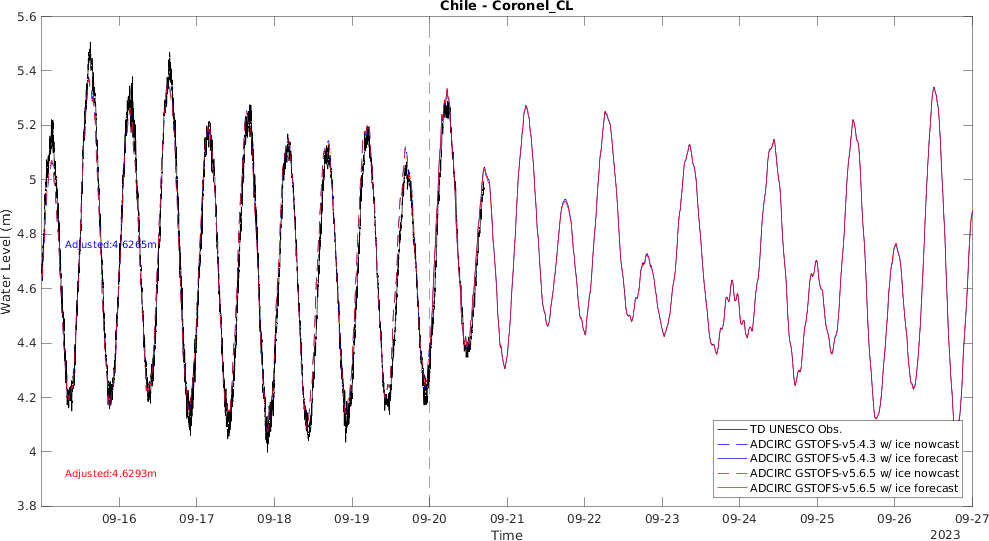 Chile - Coronel_CL
5.6
5.4
5.2
5
4.8
4.6
4.4
4.2
4
3.8
Water Level (m)
Adjusted:4.6265m
Adjusted:4.6293m
TD UNESCO Obs.
ADCIRC GSTOFS-v5.4.3 w/ ice nowcast
ADCIRC GSTOFS-v5.4.3 w/ ice forecast
ADCIRC GSTOFS-v5.6.5 w/ ice nowcast
ADCIRC GSTOFS-v5.6.5 w/ ice forecast
09-16 09-17 09-18 09-19 09-20 09-21 09-22 09-23 09-24 09-25 09-26 09-27
Time
2023